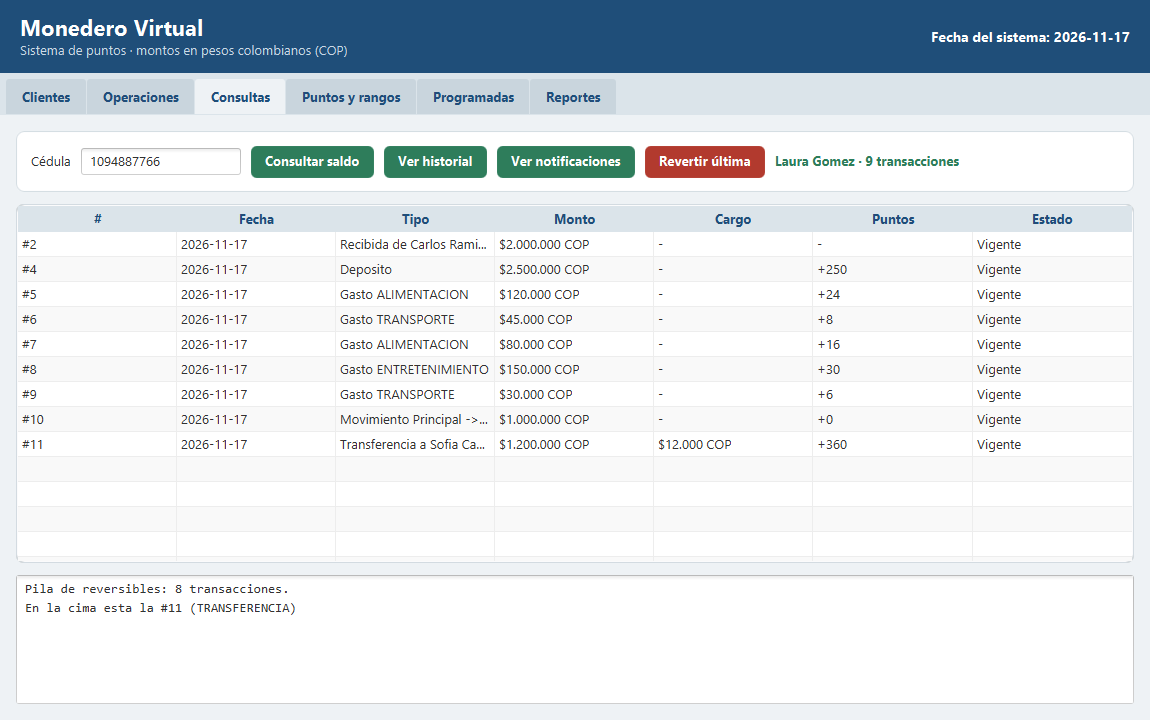 Monedero Virtual
Sistema de puntos · montos en pesos colombianos (COP)
Fecha del sistema: 2026-11-17
Clientes Operaciones Consultas Puntos y rangos Programadas Reportes
Cédula 1094887766 Consultar saldo Ver historial Ver notificaciones Revertir última Laura Gomez · 9 transacciones
# Fecha Tipo Monto Cargo Puntos Estado
#2 2026-11-17 Recibida de Carlos Rami... $2.000.000 COP - - Vigente
#4 2026-11-17 Deposito $2.500.000 COP - +250 Vigente
#5 2026-11-17 Gasto ALIMENTACION $120.000 COP - +24 Vigente
#6 2026-11-17 Gasto TRANSPORTE $45.000 COP - +8 Vigente
#7 2026-11-17 Gasto ALIMENTACION $80.000 COP - +16 Vigente
#8 2026-11-17 Gasto ENTRETENIMIENTO $150.000 COP - +30 Vigente
#9 2026-11-17 Gasto TRANSPORTE $30.000 COP - +6 Vigente
#10 2026-11-17 Movimiento Principal ->... $1.000.000 COP - +0 Vigente
#11 2026-11-17 Transferencia a Sofia Ca... $1.200.000 COP $12.000 COP +360 Vigente
Pila de reversibles: 8 transacciones.
En la cima esta la #11 (TRANSFERENCIA)